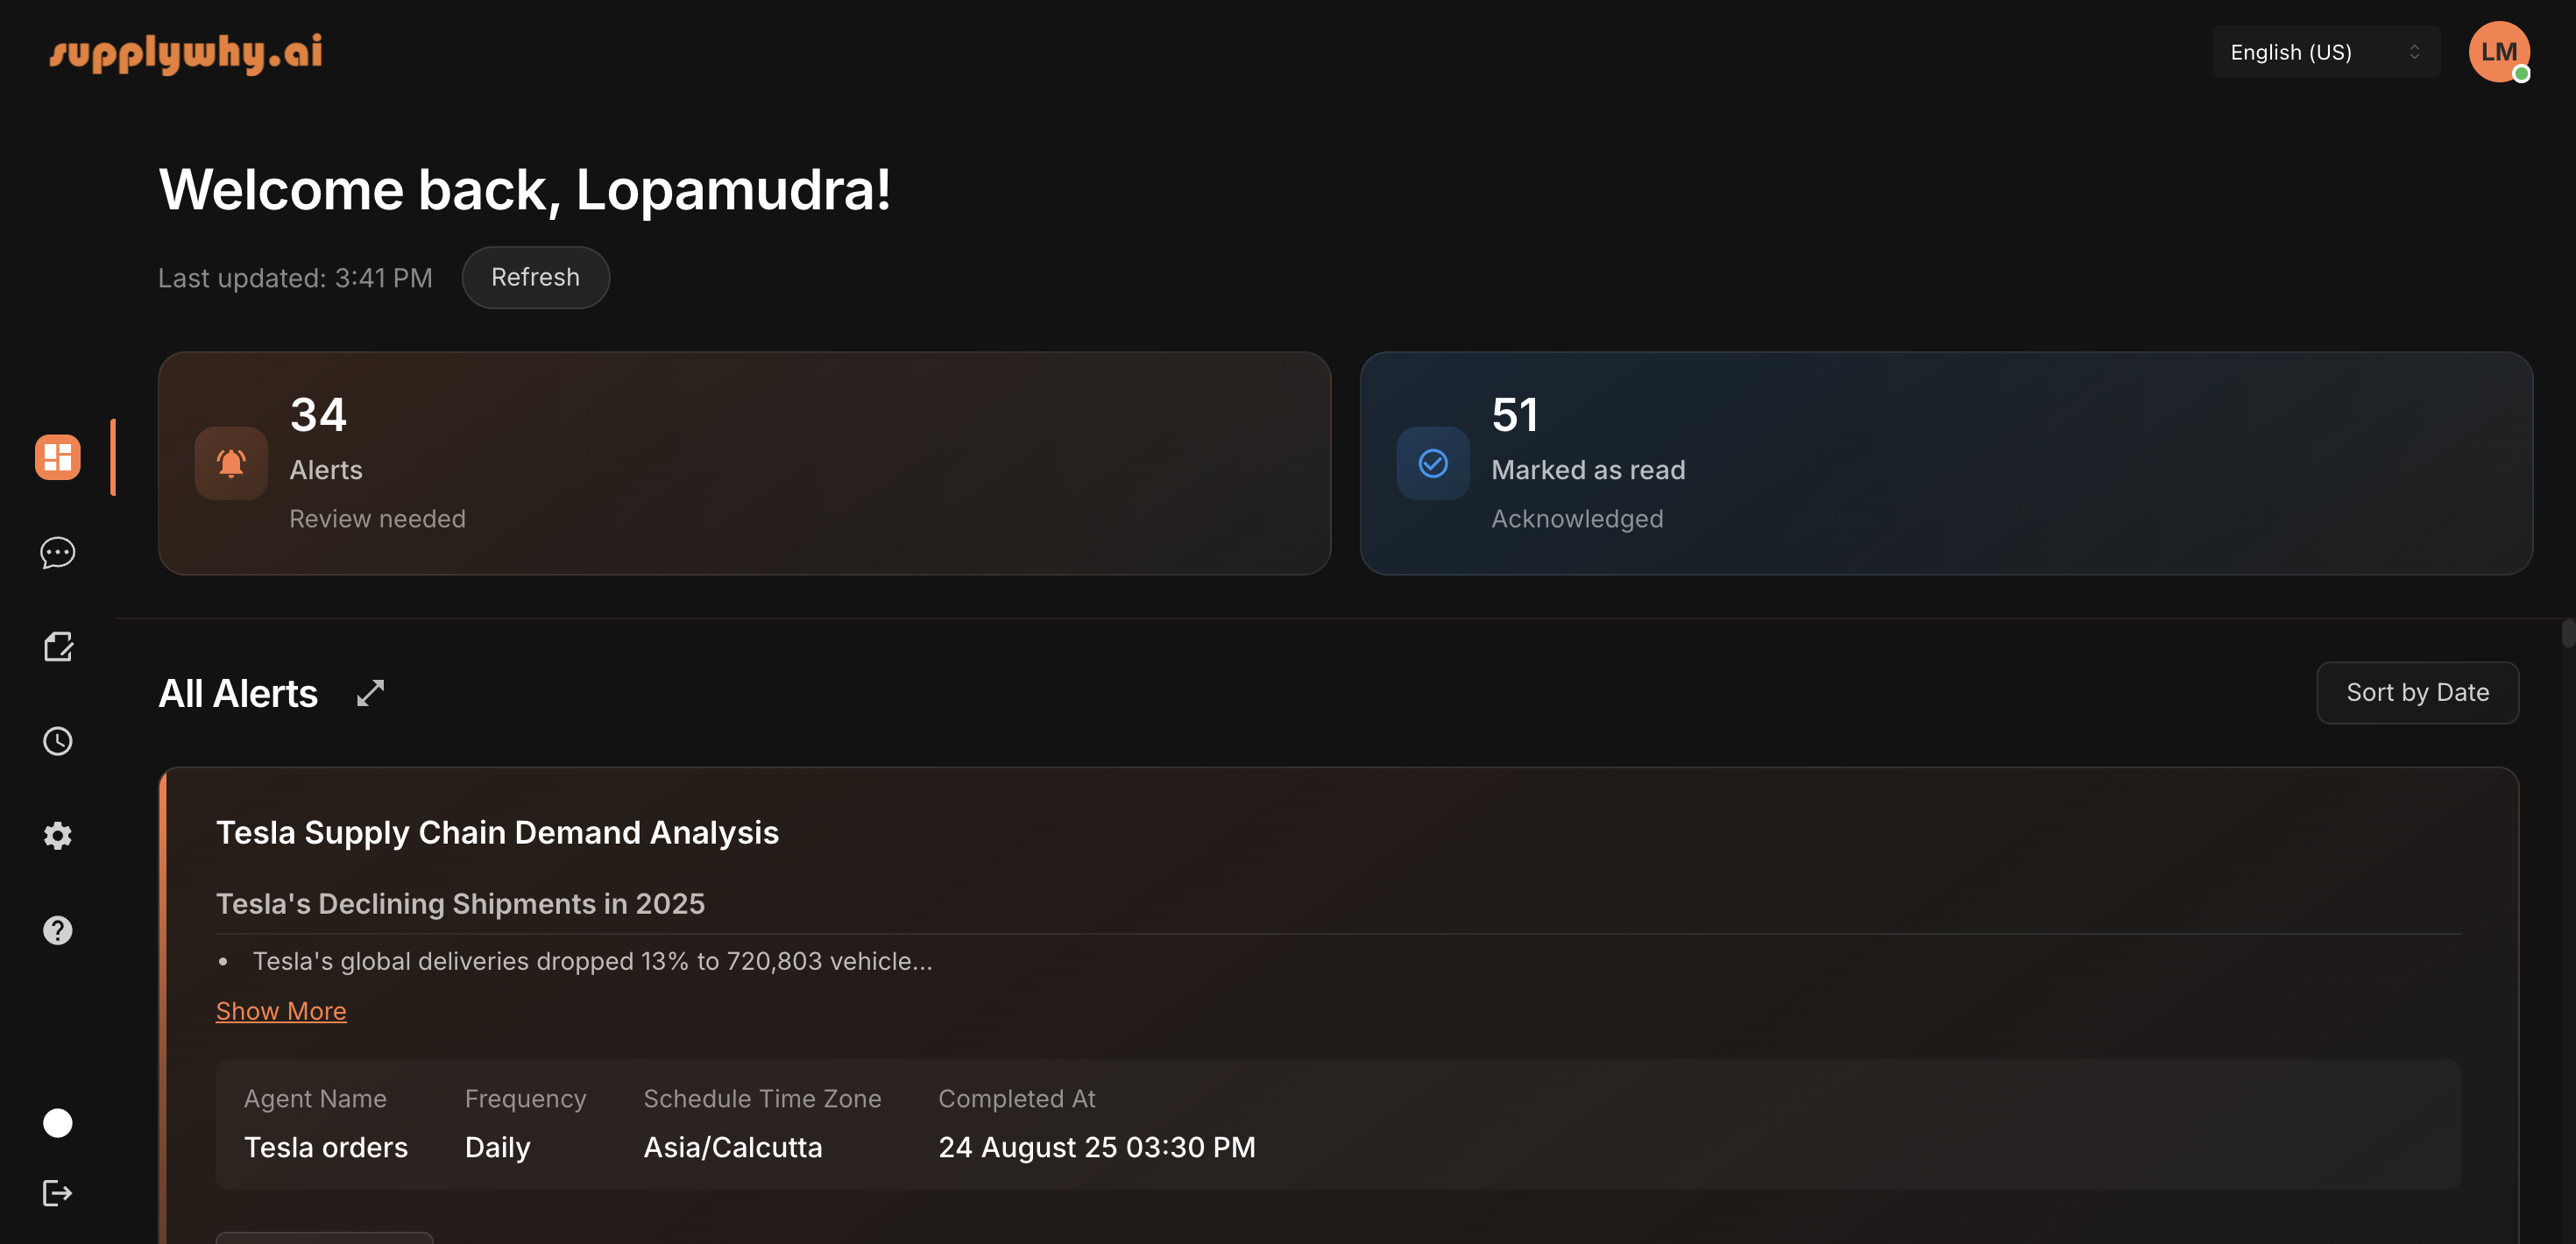 supplywhy.ai
English (US)
LM
Welcome back, Lopamudra!
Last updated: 3:41 PM
Refresh
34
Alerts
Review needed
51
Marked as read
Acknowledged
All Alerts
Sort by Date
Tesla Supply Chain Demand Analysis
Tesla's Declining Shipments in 2025
• Tesla's global deliveries dropped 13% to 720,803 vehicle...
Show More
Agent Name Frequency Schedule Time Zone Completed At
Tesla orders Daily Asia/Calcutta 24 August 25 03:30 PM